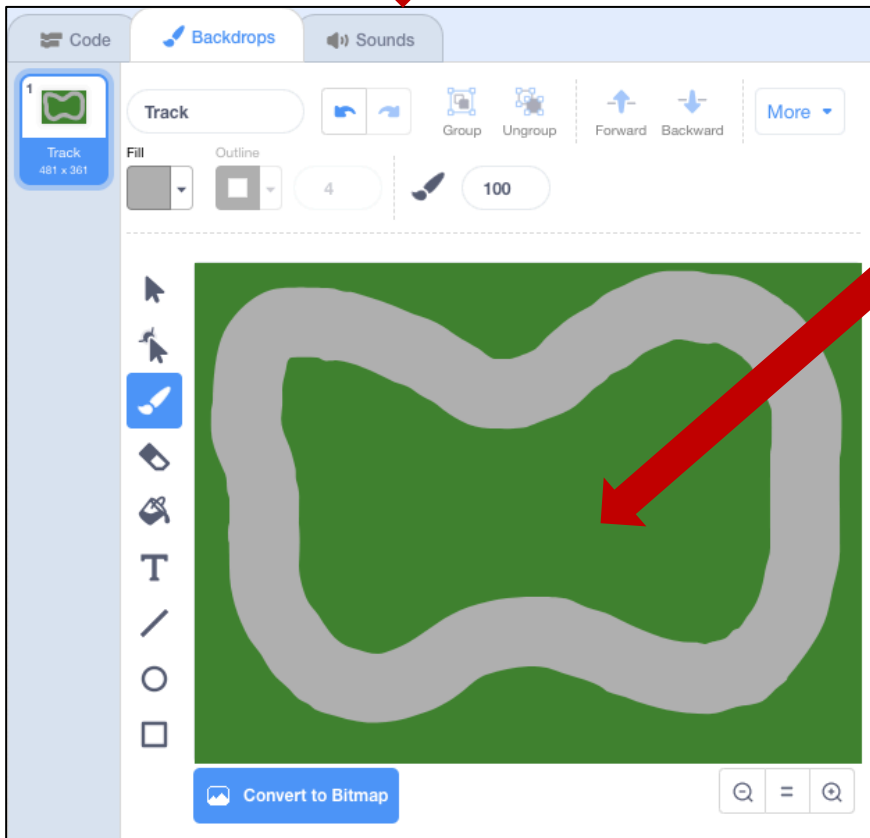 Code
Backdrops
Sounds
1
Track
481 x 361
Track
Group
Ungroup
Forward
Backward
More
Fill
Outline
4
100
T
Convert to Bitmap
=